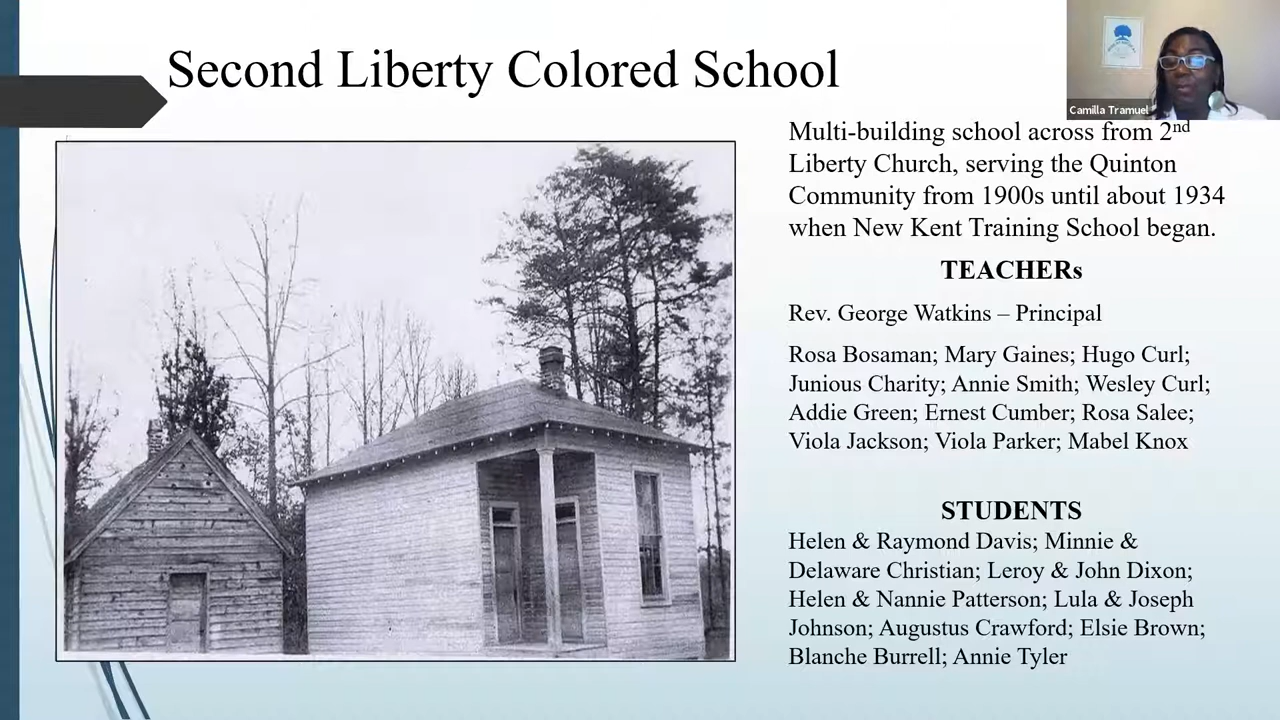 Second Liberty Colored School
Camilla Tramuel
Multi-building school across from 2nd
Liberty Church, serving the Quinton
Community from 1900s until about 1934
when New Kent Training School began.
TEACHERs
Rev. George Watkins – Principal
Rosa Bosaman; Mary Gaines; Hugo Curl;
Junious Charity; Annie Smith; Wesley Curl;
Addie Green; Ernest Cumber; Rosa Salee;
Viola Jackson; Viola Parker; Mabel Knox
STUDENTS
Helen & Raymond Davis; Minnie &
Delaware Christian; Leroy & John Dixon;
Helen & Nannie Patterson; Lula & Joseph
Johnson; Augustus Crawford; Elsie Brown;
Blanche Burrell; Annie Tyler